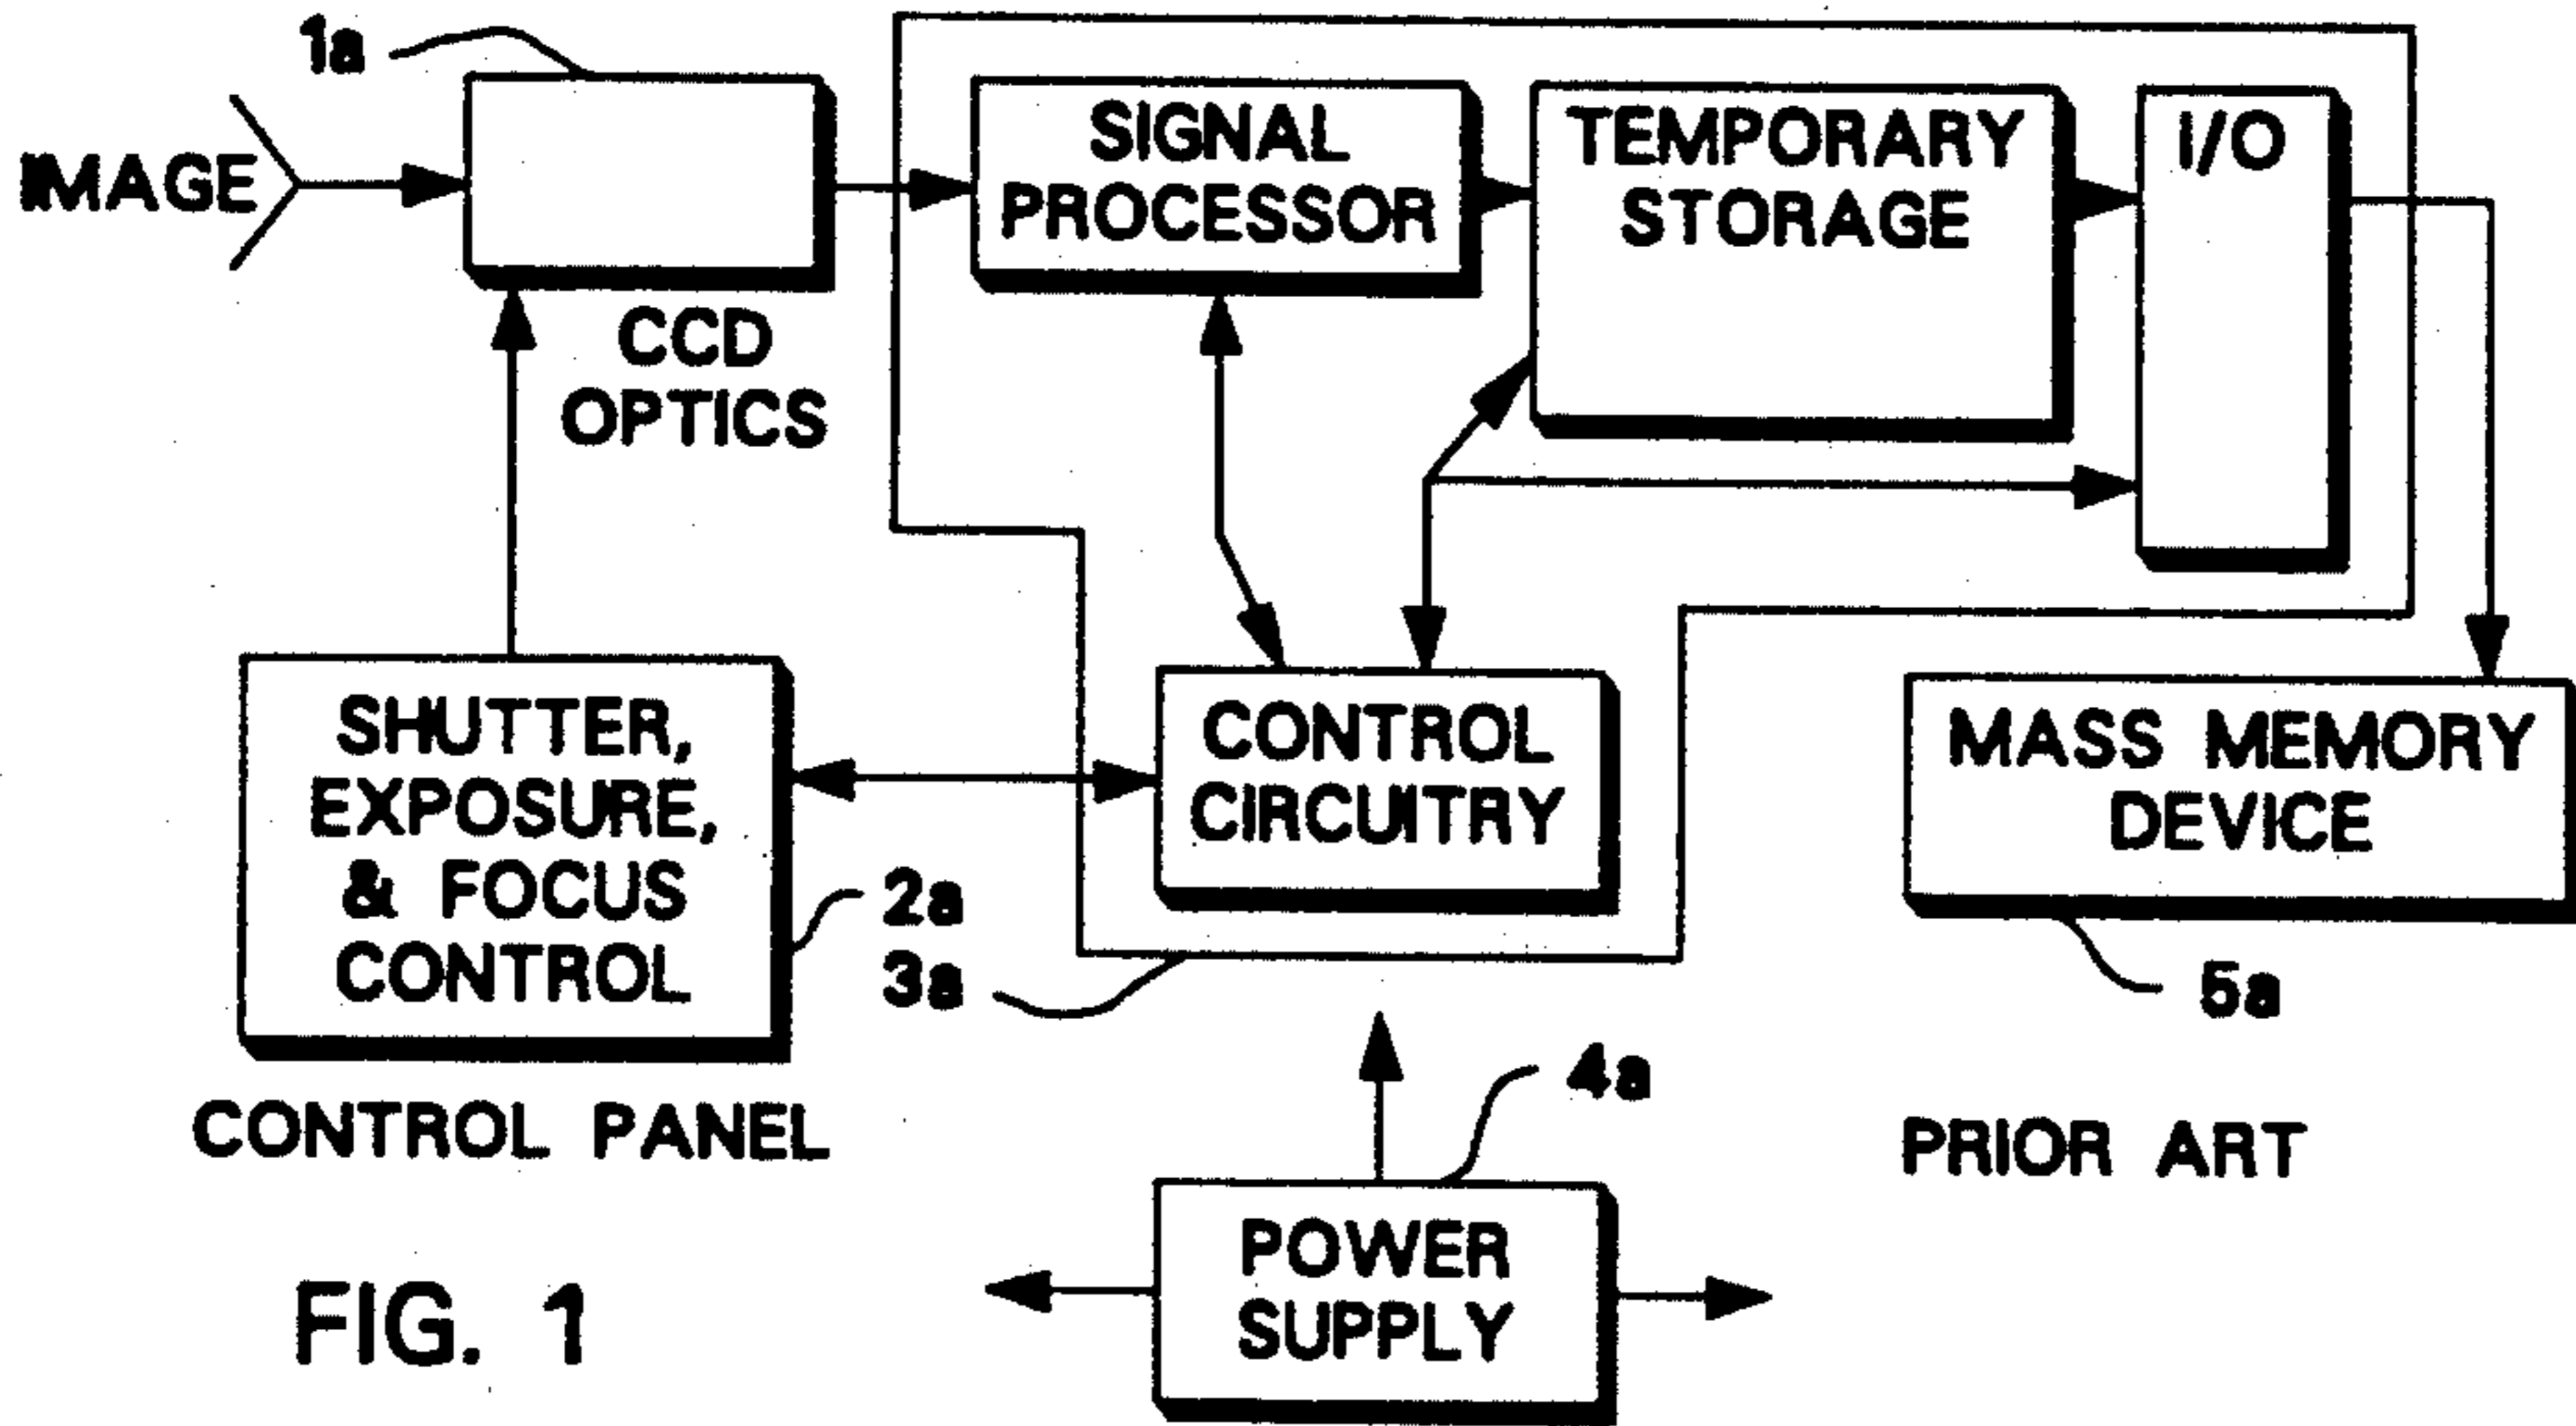 1a
IMAGE
CCD
OPTICS
SIGNAL
PROCESSOR
TEMPORARY
STORAGE
I/O
SHUTTER,
EXPOSURE,
& FOCUS
CONTROL
2a
CONTROL PANEL
CONTROL
CIRCUITRY
3a
MASS MEMORY
DEVICE
5a
4a
POWER
SUPPLY
PRIOR ART
FIG. 1